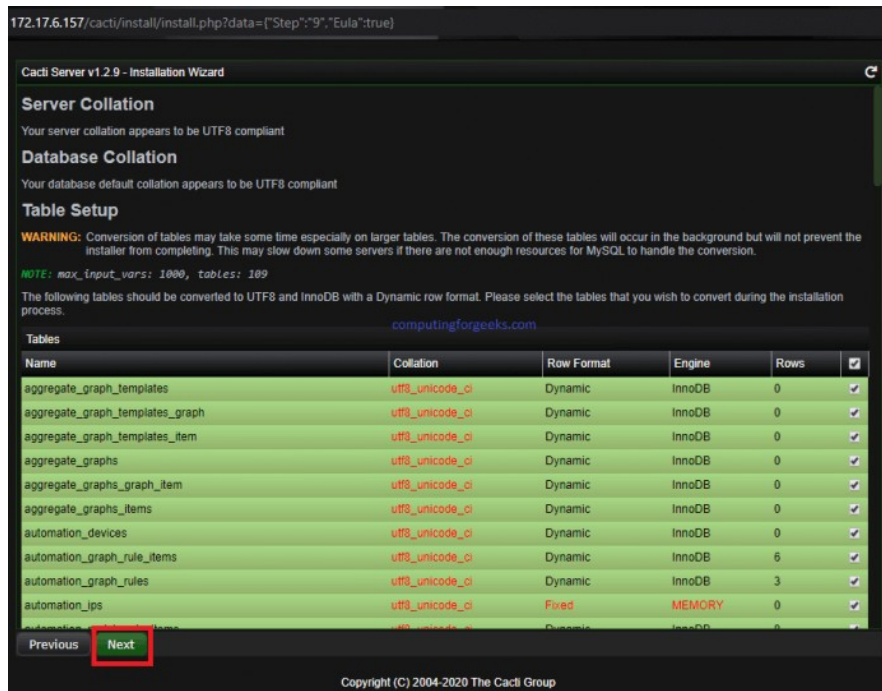 172.17.6.157/cacti/install/install.php?data={"Step":"9","Eula":true}
Cacti Server v1.2.9 - Installation Wizard
Server Collation
Your server collation appears to be UTF8 compliant
Database Collation
Your database default collation appears to be UTF8 compliant
Table Setup
WARNING: Conversion of tables may take some time especially on larger tables. The conversion of these tables will occur in the background but will not prevent the
installer from completing. This may slow down some servers if there are not enough resources for MySQL to handle the conversion.
NOTE: max_input_vars: 1000, tables: 109
The following tables should be converted to UTF8 and InnoDB with a Dynamic row format. Please select the tables that you wish to convert during the installation
process.
computingforgeeks.com
Tables
Name Collation Row Format Engine Rows
aggregate_graph_templates utf8_unicode_ci Dynamic InnoDB 0
aggregate_graph_templates_graph utf8_unicode_ci Dynamic InnoDB 0
aggregate_graph_templates_item utf8_unicode_ci Dynamic InnoDB 0
aggregate_graphs utf8_unicode_ci Dynamic InnoDB 0
aggregate_graphs_graph_item utf8_unicode_ci Dynamic InnoDB 0
aggregate_graphs_items utf8_unicode_ci Dynamic InnoDB 0
automation_devices utf8_unicode_ci Dynamic InnoDB 0
automation_graph_rule_items utf8_unicode_ci Dynamic InnoDB 6
automation_graph_rules utf8_unicode_ci Dynamic InnoDB 3
automation_ips utf8_unicode_ci Fixed MEMORY 0
Previous Next
Copyright (C) 2004-2020 The Cacti Group